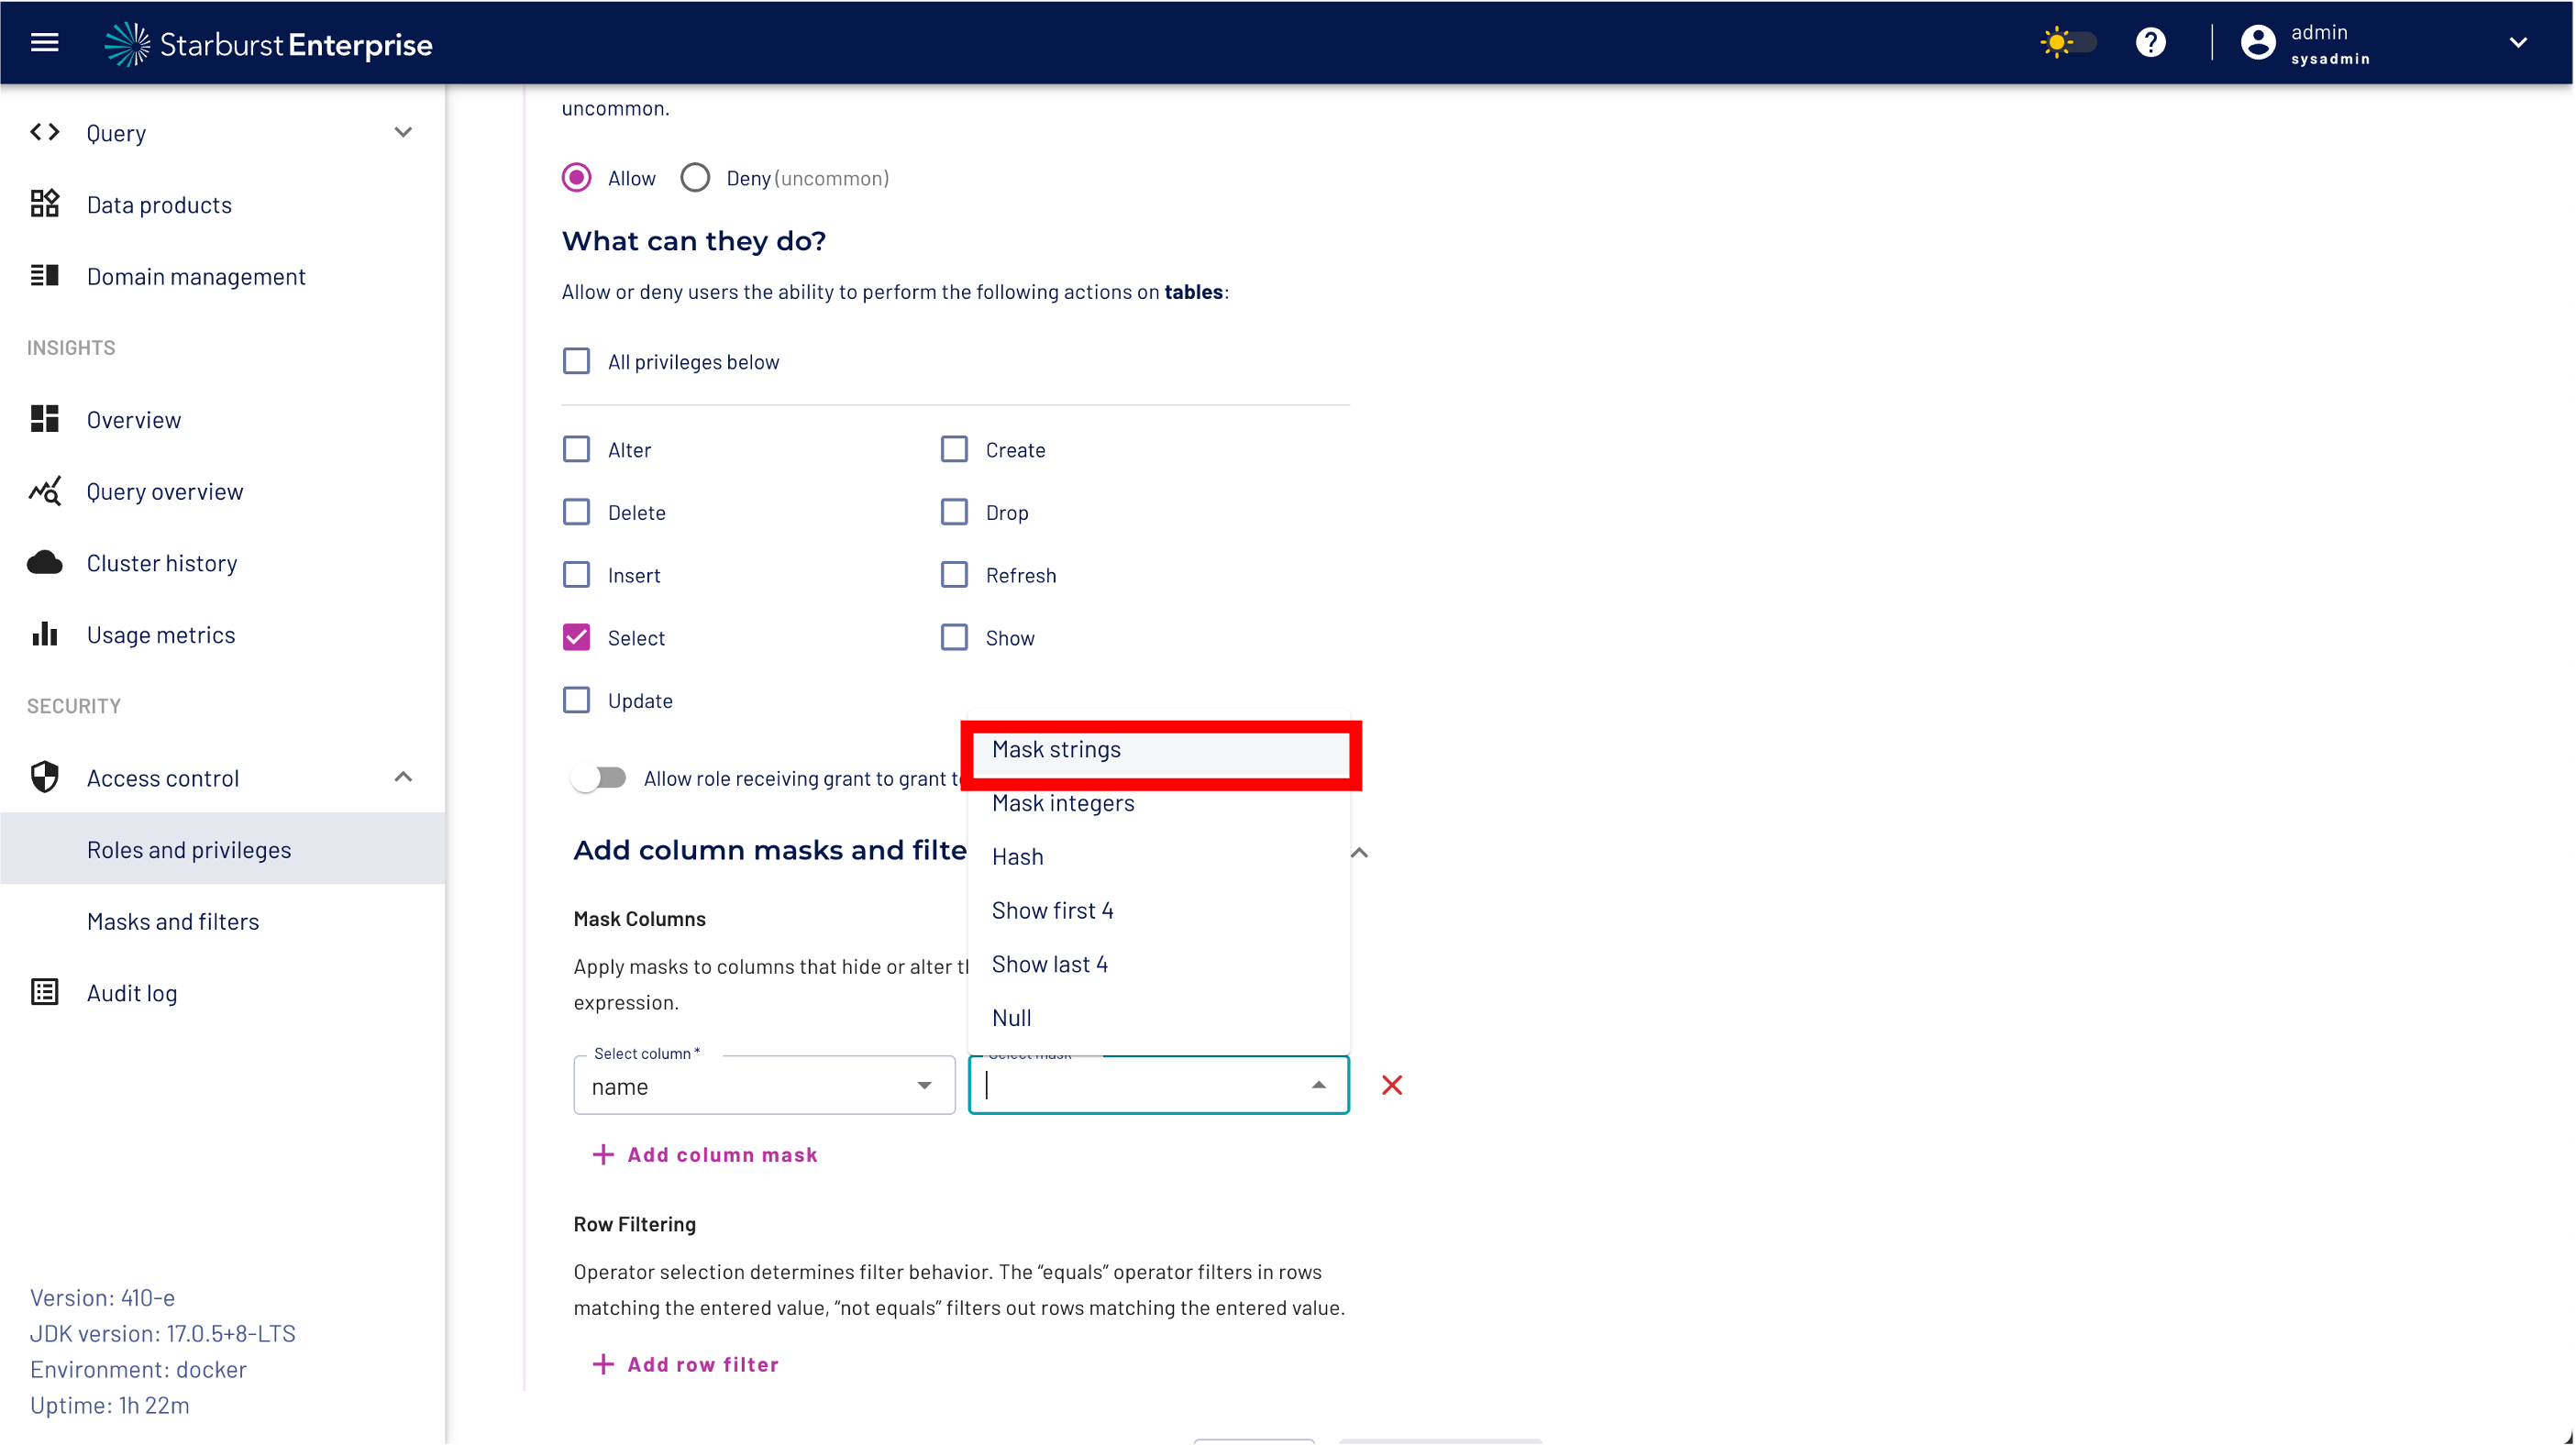 Starburst Enterprise
admin
sysadmin
Query
Data products
Domain management
INSIGHTS
Overview
Query overview
Cluster history
Usage metrics
SECURITY
Access control
Roles and privileges
Masks and filters
Audit log
Version: 410-e
JDK version: 17.0.5+8-LTS
Environment: docker
Uptime: 1h 22m
uncommon.
Allow
Deny (uncommon)
What can they do?
Allow or deny users the ability to perform the following actions on tables:
All privileges below
Alter
Create
Delete
Drop
Insert
Refresh
Select
Show
Update
Allow role receiving grant to grant
Mask strings
Mask integers
Hash
Show first 4
Show last 4
Null
Add column masks and filte
Mask Columns
Apply masks to columns that hide or alter
expression.
Select column *
name
Select mask
Add column mask
Row Filtering
Operator selection determines filter behavior. The “equals” operator filters in rows
matching the entered value, “not equals” filters out rows matching the entered value.
Add row filter